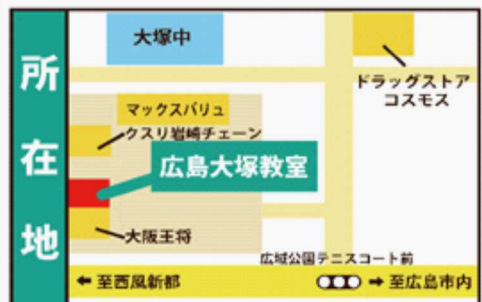 所在地
大塚中
ドラッグストア
コスモス
マックスバリュ
クスリ岩崎チェーン
広島大塚教室
大阪王将
広域公園テニスコート前
← 至西風新都
→ 至広島市内